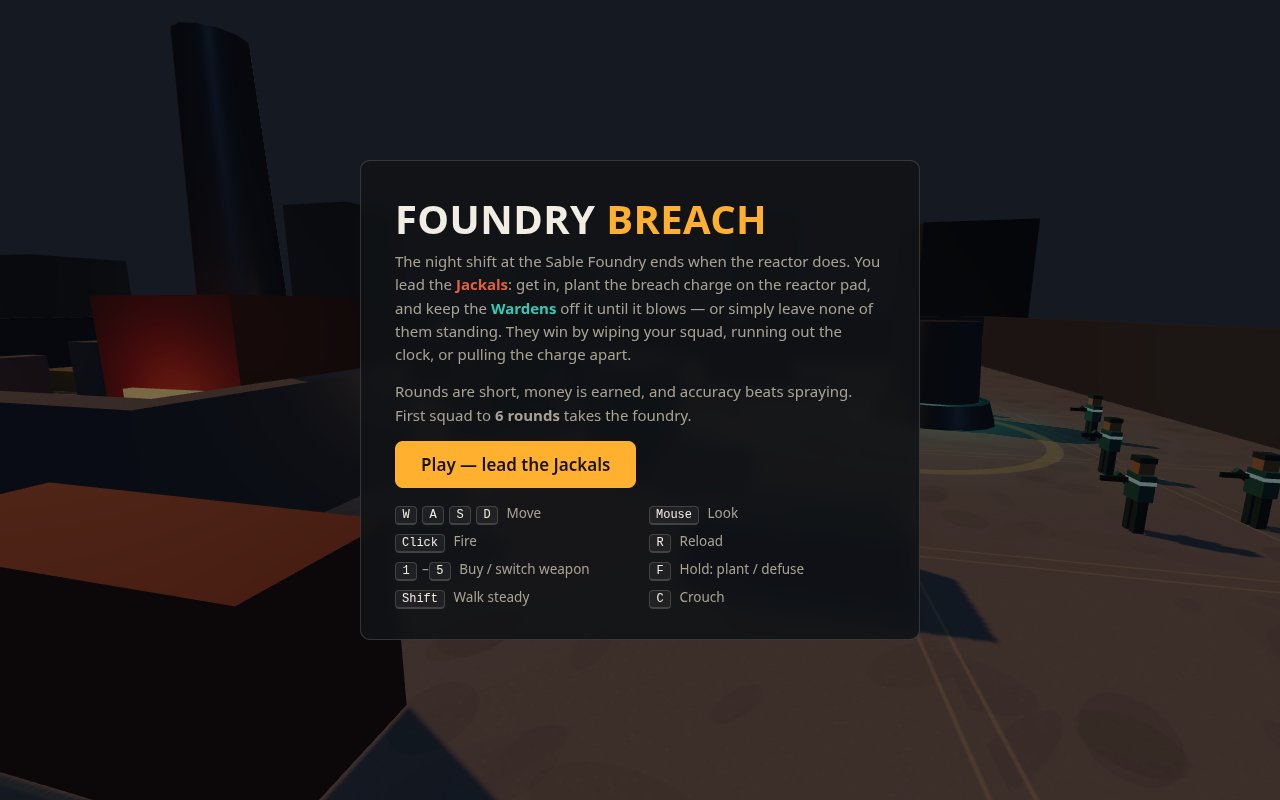 FOUNDRY BREACH
The night shift at the Sable Foundry ends when the reactor does. You
lead the Jackals: get in, plant the breach charge on the reactor pad,
and keep the Wardens off it until it blows — or simply leave none of
them standing. They win by wiping your squad, running out the
clock, or pulling the charge apart.
Rounds are short, money is earned, and accuracy beats spraying.
First squad to 6 rounds takes the foundry.
Play — lead the Jackals
W A S D Move
Mouse Look
Click Fire
R Reload
1 – 5 Buy / switch weapon
F Hold: plant / defuse
Shift Walk steady
C Crouch